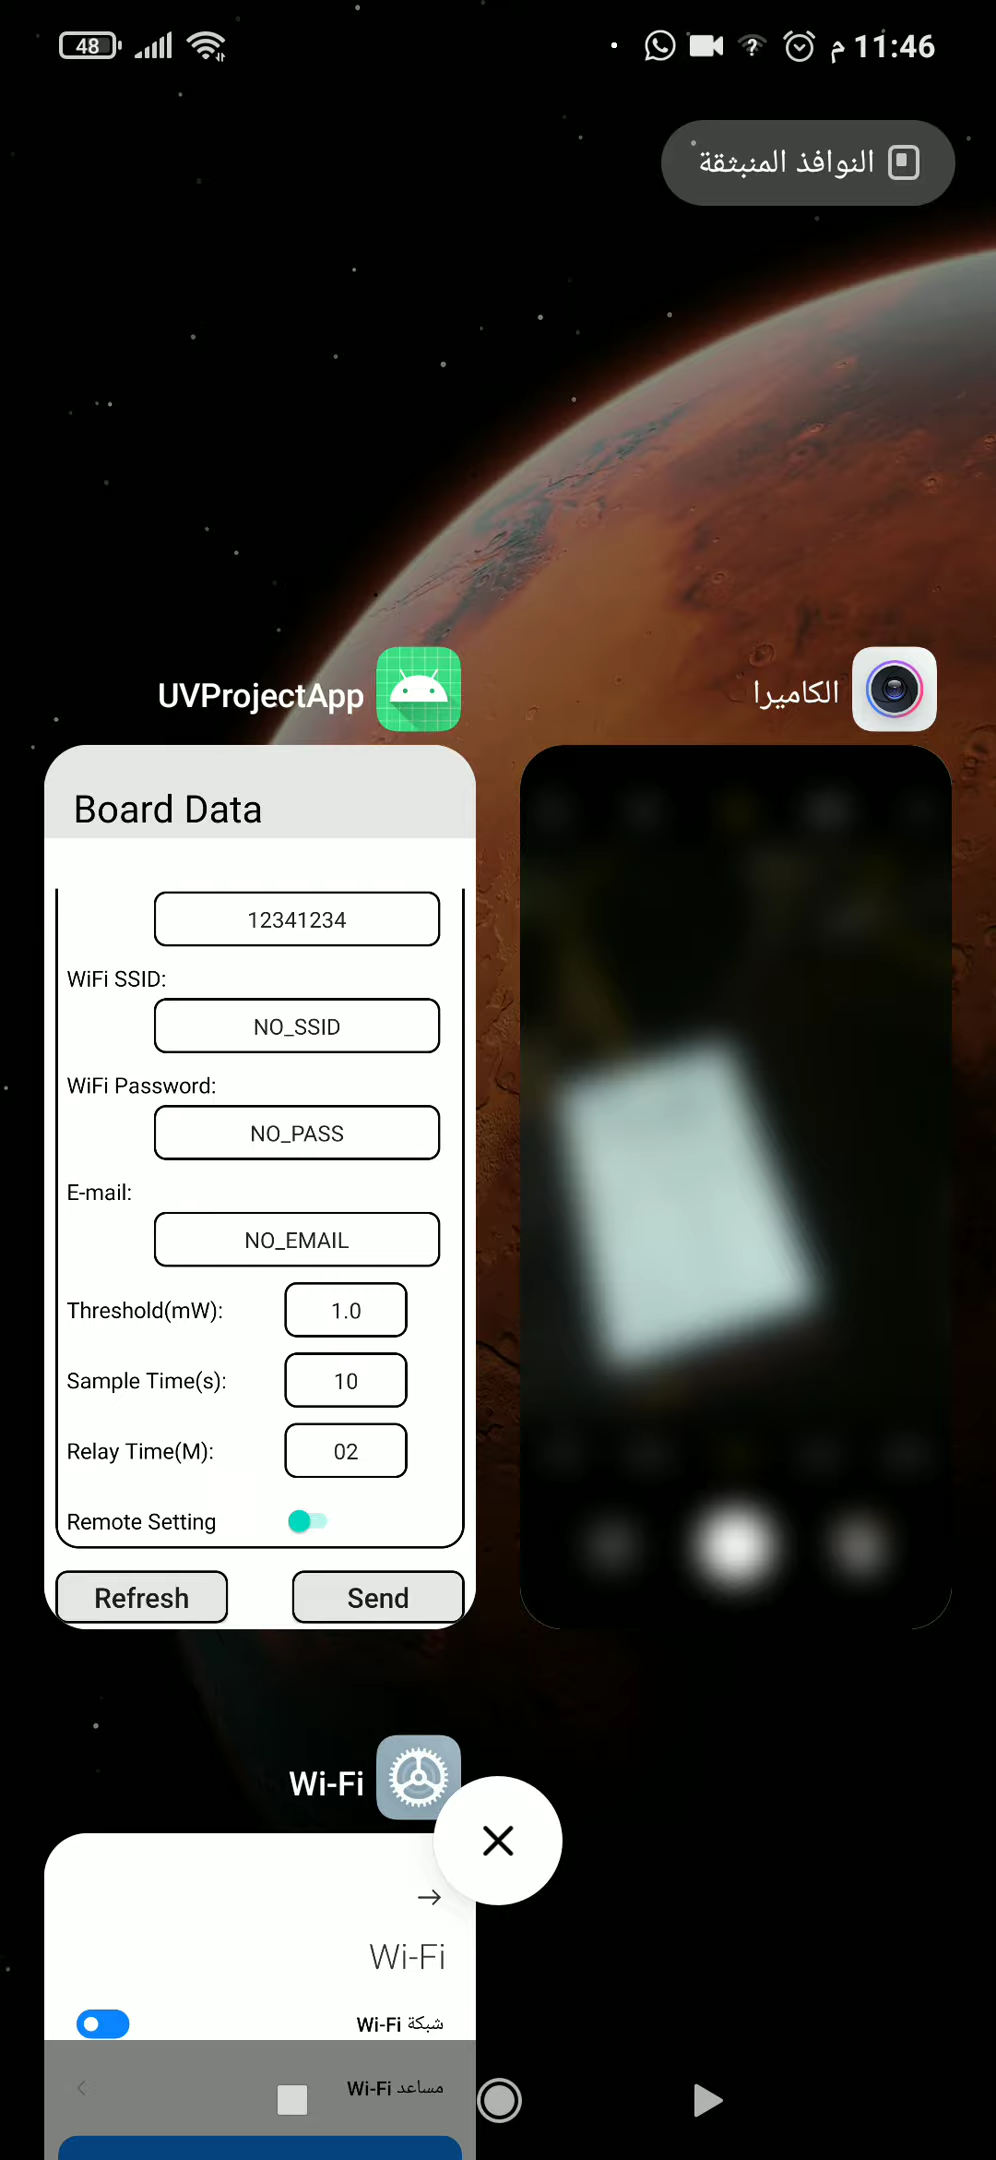 48
11:46 م
النوافذ المنبثقة
UVProjectApp
الكاميرا
Board Data
12341234
WiFi SSID:
NO_SSID
WiFi Password:
NO_PASS
E-mail:
NO_EMAIL
Threshold(mW):
1.0
Sample Time(s):
10
Relay Time(M):
02
Remote Setting
Refresh
Send
Wi-Fi
Wi-Fi
شبكة Wi-Fi
مساعد Wi-Fi